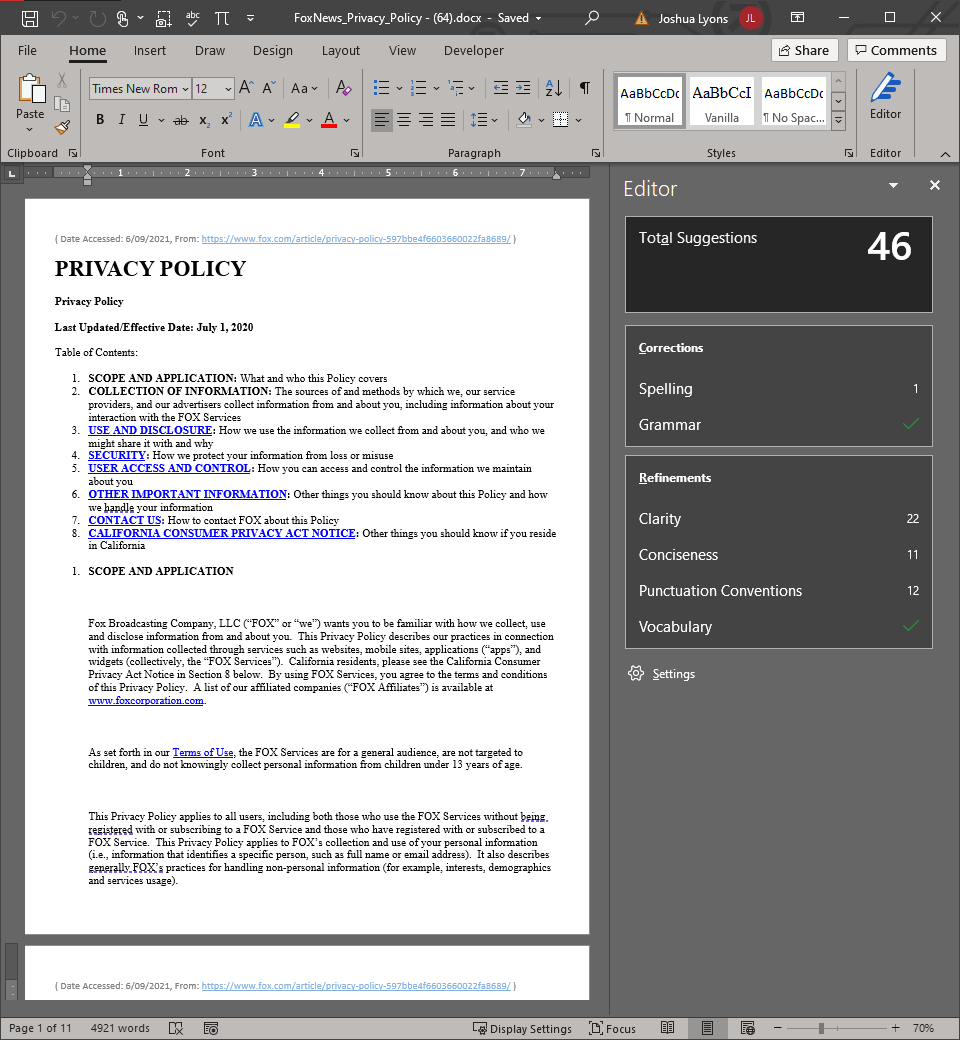 abc
FoxNews_Privacy_Policy - (64).docx - Saved
Joshua Lyons
JL
File
Home
Insert
Draw
Design
Layout
View
Developer
Share
Comments
Paste
Times New Rom
12
Aa
B
I
U
ab
x2
x2
A
A
AaBbCcDc
AaBbCcI
AaBbCcDc
¶ Normal
Vanilla
¶ No Spac...
Editor
Clipboard
Font
Paragraph
Styles
Editor
1 2 3 4 5 6 7
( Date Accessed: 6/09/2021, From: https://www.fox.com/article/privacy-policy-597bbe4f6603660022fa8689/ )
PRIVACY POLICY
Privacy Policy
Last Updated/Effective Date: July 1, 2020
Table of Contents:
1. SCOPE AND APPLICATION: What and who this Policy covers
2. COLLECTION OF INFORMATION: The sources of and methods by which we, our service
providers, and our advertisers collect information from and about you, including information about your
interaction with the FOX Services
3. USE AND DISCLOSURE: How we use the information we collect from and about you, and who we
might share it with and why
4. SECURITY: How we protect your information from loss or misuse
5. USER ACCESS AND CONTROL: How you can access and control the information we maintain
about you
6. OTHER IMPORTANT INFORMATION: Other things you should know about this Policy and how
we handle your information
7. CONTACT US: How to contact FOX about this Policy
8. CALIFORNIA CONSUMER PRIVACY ACT NOTICE: Other things you should know if you reside
in California
1. SCOPE AND APPLICATION
Fox Broadcasting Company, LLC (“FOX” or “we”) wants you to be familiar with how we collect, use
and disclose information from and about you.  This Privacy Policy describes our practices in connection
with information collected through services such as websites, mobile sites, applications (“apps”), and
widgets (collectively, the “FOX Services”).  California residents, please see the California Consumer
Privacy Act Notice in Section 8 below.  By using FOX Services, you agree to the terms and conditions
of this Privacy Policy.  A list of our affiliated companies (“FOX Affiliates”) is available at
www.foxcorporation.com.
As set forth in our Terms of Use, the FOX Services are for a general audience, are not targeted to
children, and do not knowingly collect personal information from children under 13 years of age.
This Privacy Policy applies to all users, including both those who use the FOX Services without being
registered with or subscribing to a FOX Service and those who have registered with or subscribed to a
FOX Service.  This Privacy Policy applies to FOX’s collection and use of your personal information
(i.e., information that identifies a specific person, such as full name or email address).  It also describes
generally FOX’s practices for handling non-personal information (for example, interests, demographics
and services usage).
( Date Accessed: 6/09/2021, From: https://www.fox.com/article/privacy-policy-597bbe4f6603660022fa8689/ )
Editor
Total Suggestions
46
Corrections
Spelling 1
Grammar
Refinements
Clarity 22
Conciseness 11
Punctuation Conventions 12
Vocabulary
Settings
Page 1 of 11
4921 words
Display Settings
Focus
70%